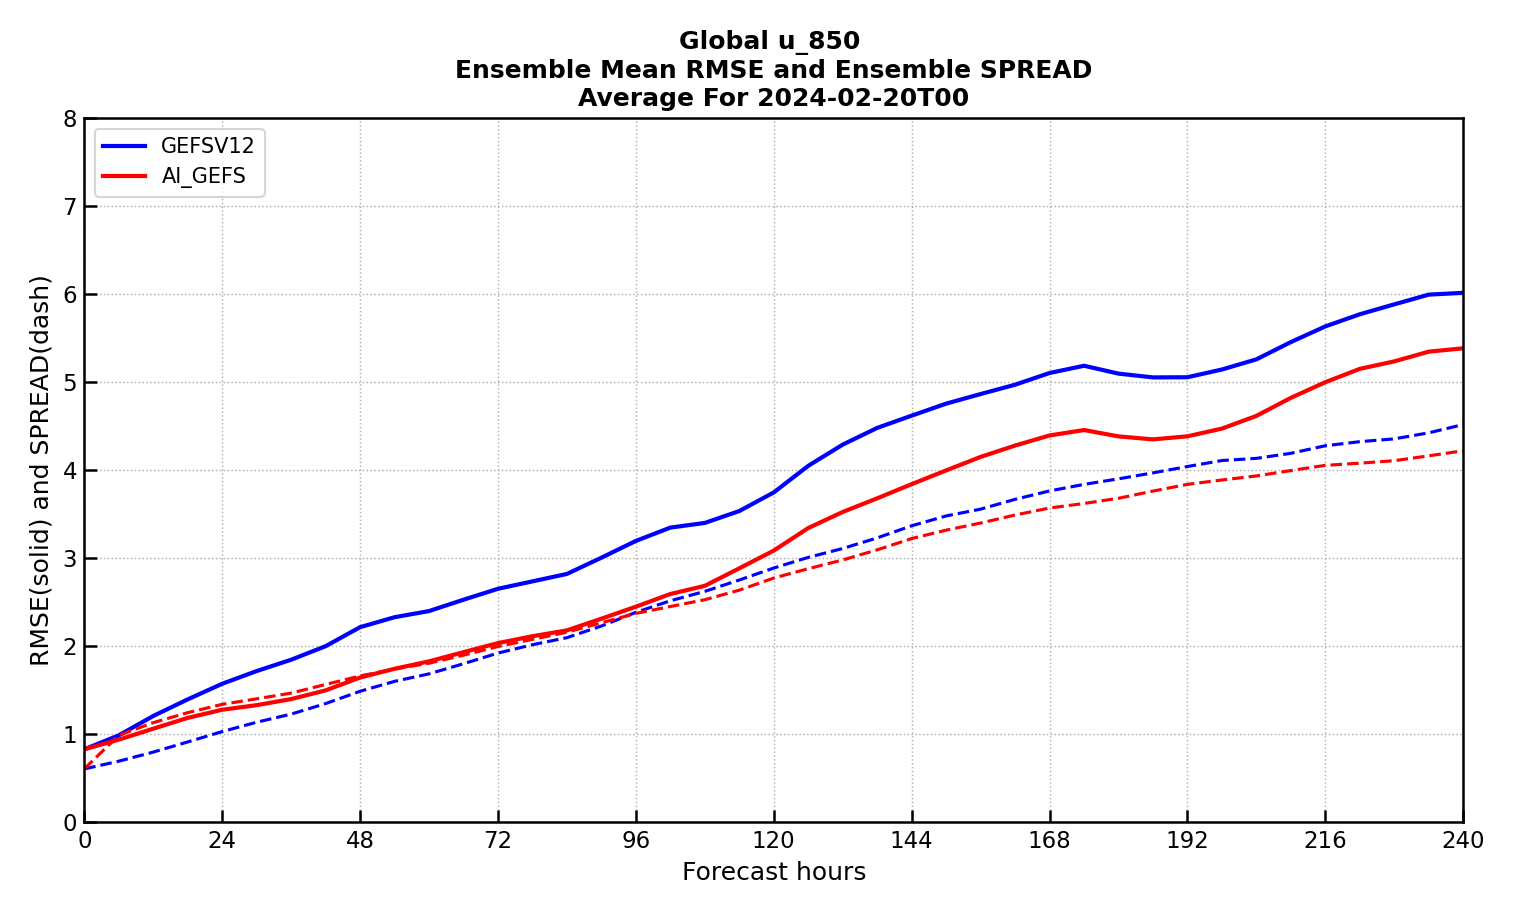 Global u_850
Ensemble Mean RMSE and Ensemble SPREAD
Average For 2024-02-20T00
GEFSV12
AI_GEFS
RMSE(solid) and SPREAD(dash)
8
7
6
5
4
3
2
1
0
0 24 48 72 96 120 144 168 192 216 240
Forecast hours